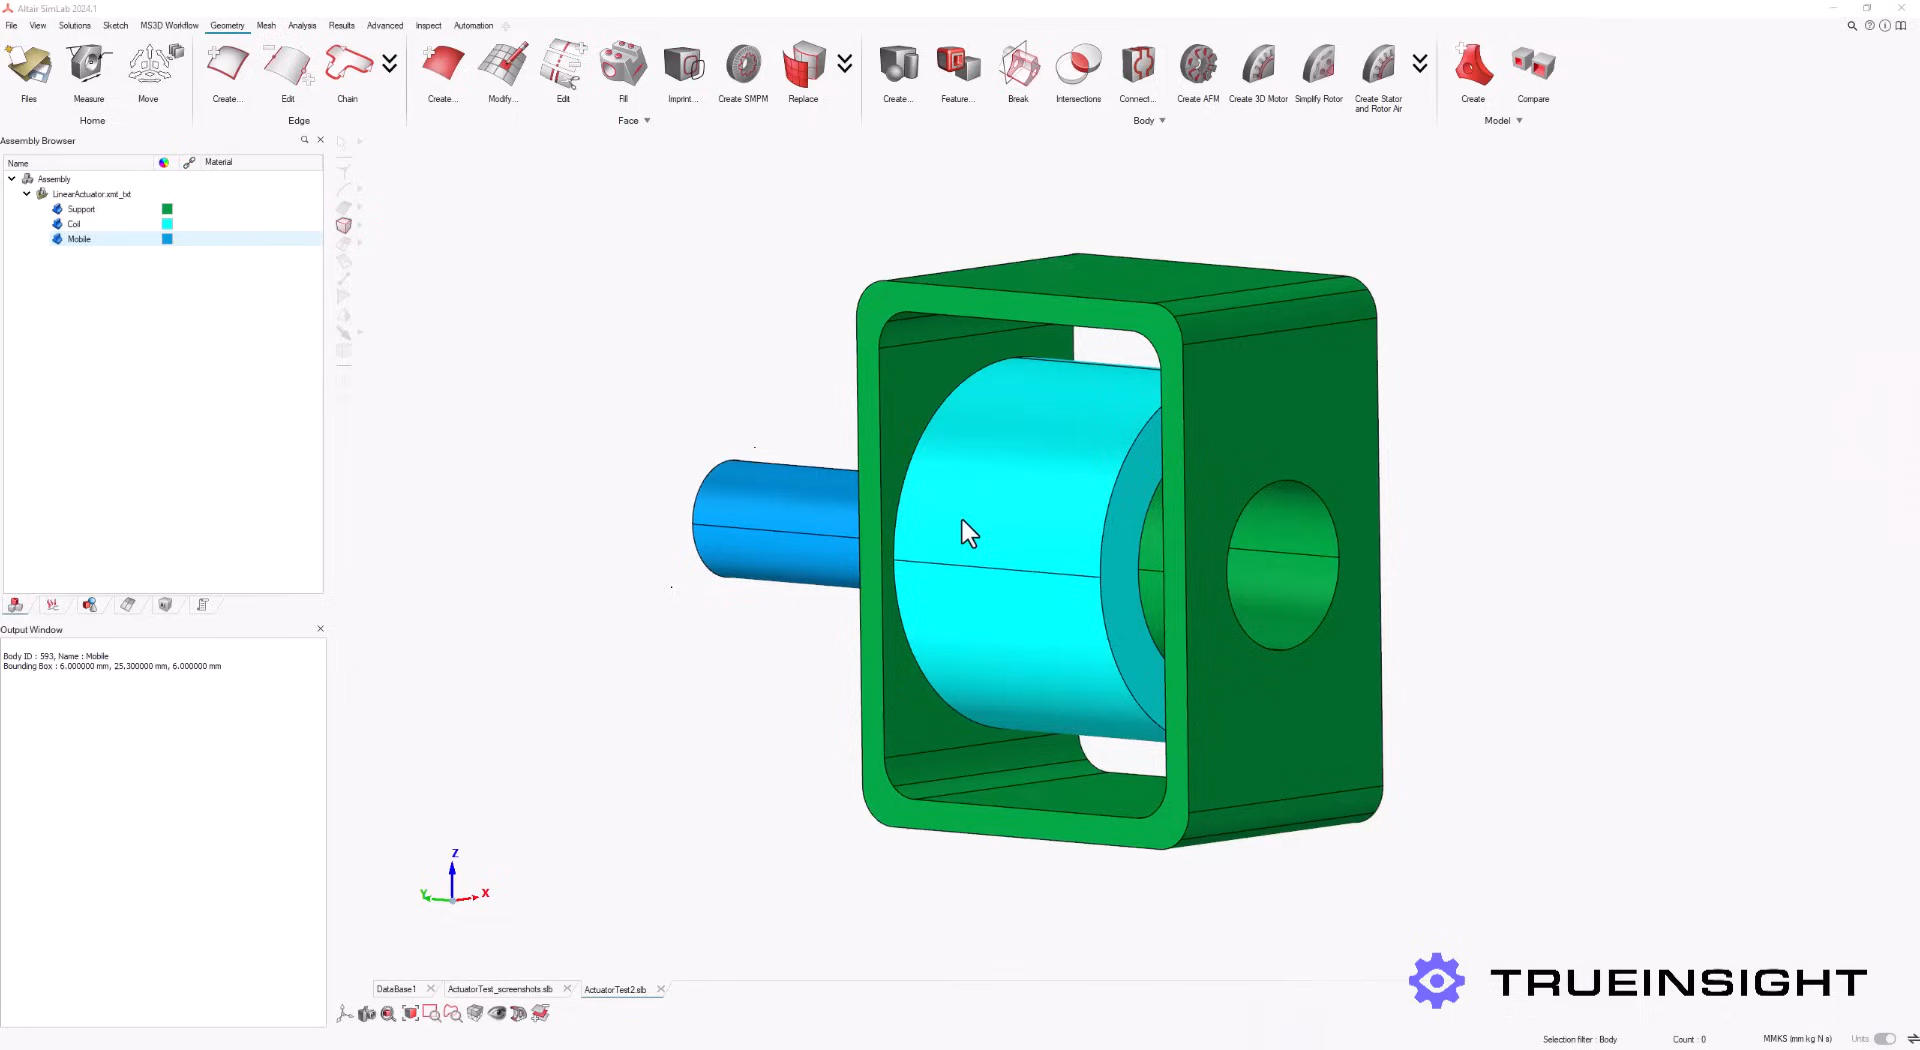 Altair SimLab 2024.1
File View Solutions Sketch MS3D Workflow Geometry Mesh Analysis Results Advanced Inspect Automation
Files Measure Move Create... Edit Chain Create... Modify... Edit Fill Imprint... Create SMPM Replace Create... Feature... Break Intersections Connect... Create AFM Create 3D Motor Simplify Rotor Create Stator and Rotor Air Create Compare
Home Edge Face Body Model
Assembly Browser
Name Material
Assembly
LinearActuator.xmt_txt
Support
Coil
Mobile
Output Window
Body ID : 593, Name : Mobile
Bounding Box : 6.000000 mm, 25.300000 mm, 6.000000 mm
Z
Y X
DataBase1 ActuatorTest_screenshots.slb ActuatorTest2.slb
TRUEINSIGHT
Selection filter : Body Count : 0 MMKS (mm kg N s) Units